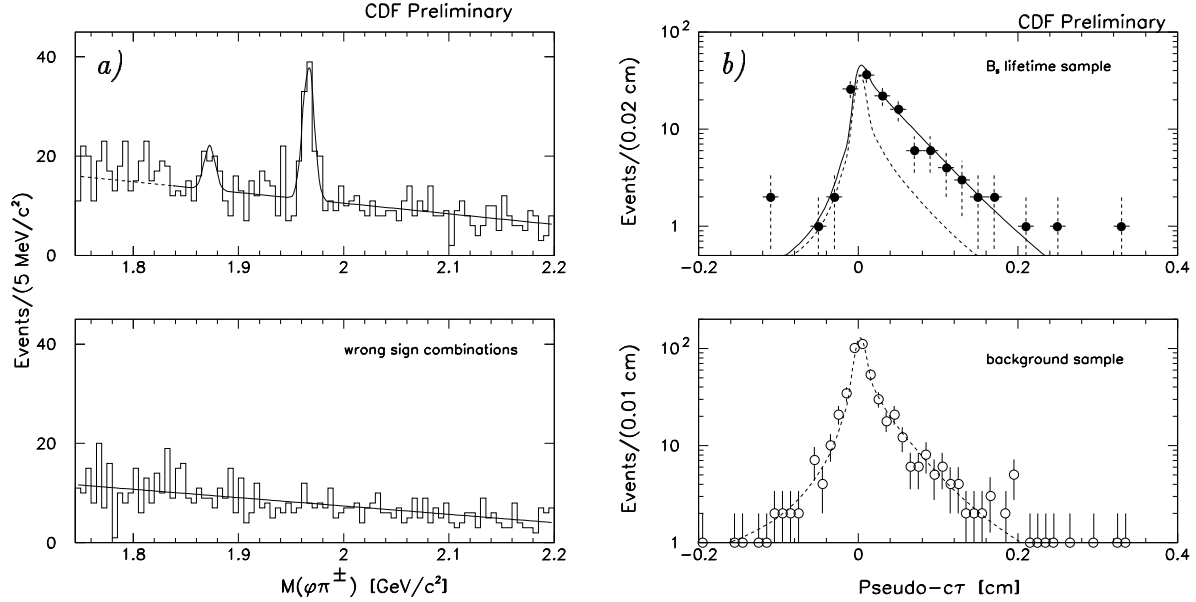 CDF Preliminary
a)
40
20
0
1.8
1.9
2
2.1
2.2
Events/(5 MeV/c²)
wrong sign combinations
40
20
0
1.8
1.9
2
2.1
2.2
M(φπ±) [GeV/c²]
CDF Preliminary
b)
Bₛ lifetime sample
10²
10
1
−0.2
0
0.2
0.4
Events/(0.02 cm)
background sample
10²
10
1
−0.2
0
0.2
0.4
Events/(0.01 cm)
Pseudo−cτ [cm]